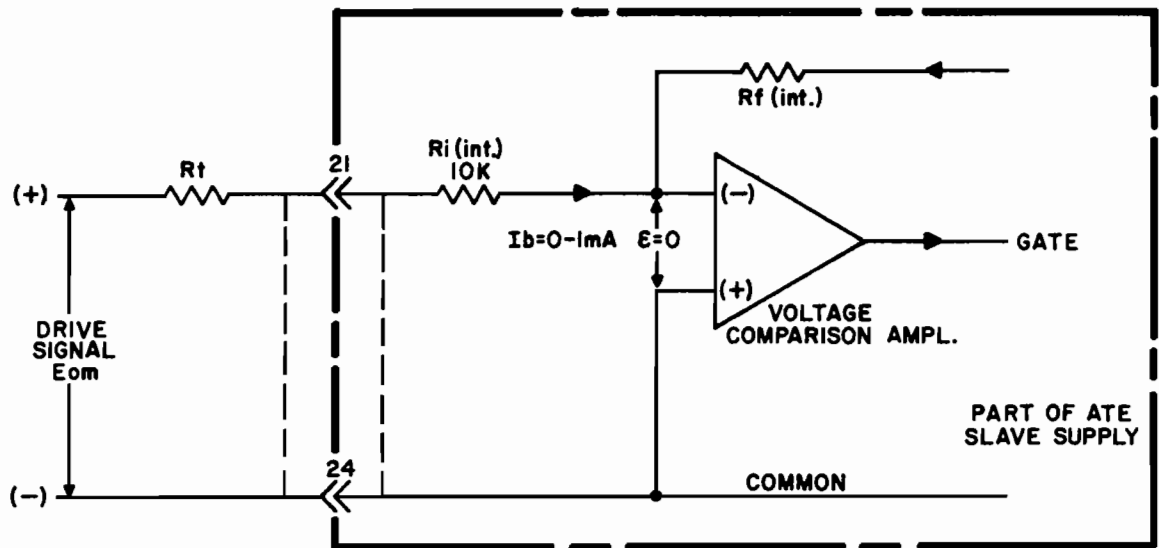 Rf (int.)
Rt
21
Ri (int.)
10K
(+)
(-)
Ib=0-1mA
ε=0
GATE
(+)
VOLTAGE
COMPARISON AMPL.
DRIVE
SIGNAL
Eom
PART OF ATE
SLAVE SUPPLY
24
(-)
COMMON